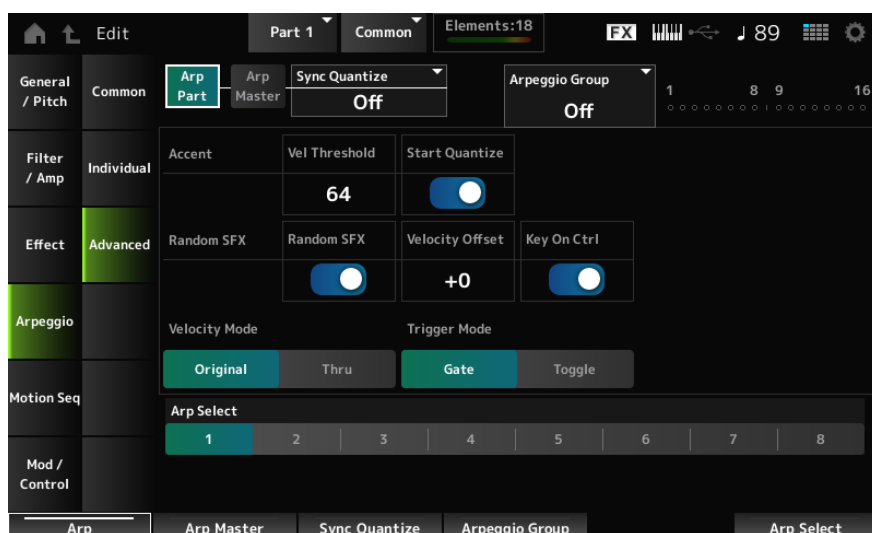 Edit
Part 1
Common
Elements:18
FX
♩ 89
General
/ Pitch
Common
Arp
Part
Arp
Master
Sync Quantize
Off
Arpeggio Group
Off
1 8 9 16
Filter
/ Amp
Individual
Accent
Vel Threshold
64
Start Quantize
Effect
Advanced
Random SFX
Random SFX
Velocity Offset
+0
Key On Ctrl
Arpeggio
Velocity Mode
Original
Thru
Trigger Mode
Gate
Toggle
Motion Seq
Arp Select
1 2 3 4 5 6 7 8
Mod /
Control
Arp
Arp Master
Sync Quantize
Arpeggio Group
Arp Select